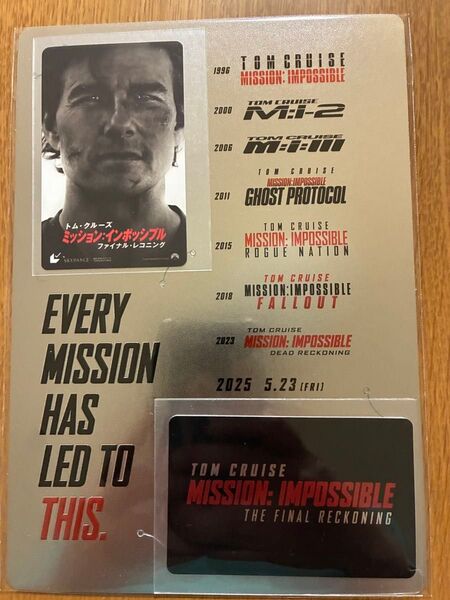 トム・クルーズ
ミッション:インポッシブル
ファイナル・レコニング
SKYDANCE
1996 TOM CRUISE
MISSION: IMPOSSIBLE
2000 TOM CRUISE
M:i-2
2006 TOM CRUISE
M:i:III
2011 TOM CRUISE
MISSION:IMPOSSIBLE
GHOST PROTOCOL
2015 TOM CRUISE
MISSION: IMPOSSIBLE
ROGUE NATION
2018 TOM CRUISE
MISSION:IMPOSSIBLE
FALLOUT
2023 TOM CRUISE
MISSION: IMPOSSIBLE
DEAD RECKONING
2025 5.23 [FRI]
EVERY
MISSION
HAS
LED TO
THIS.
TOM CRUISE
MISSION: IMPOSSIBLE
THE FINAL RECKONING